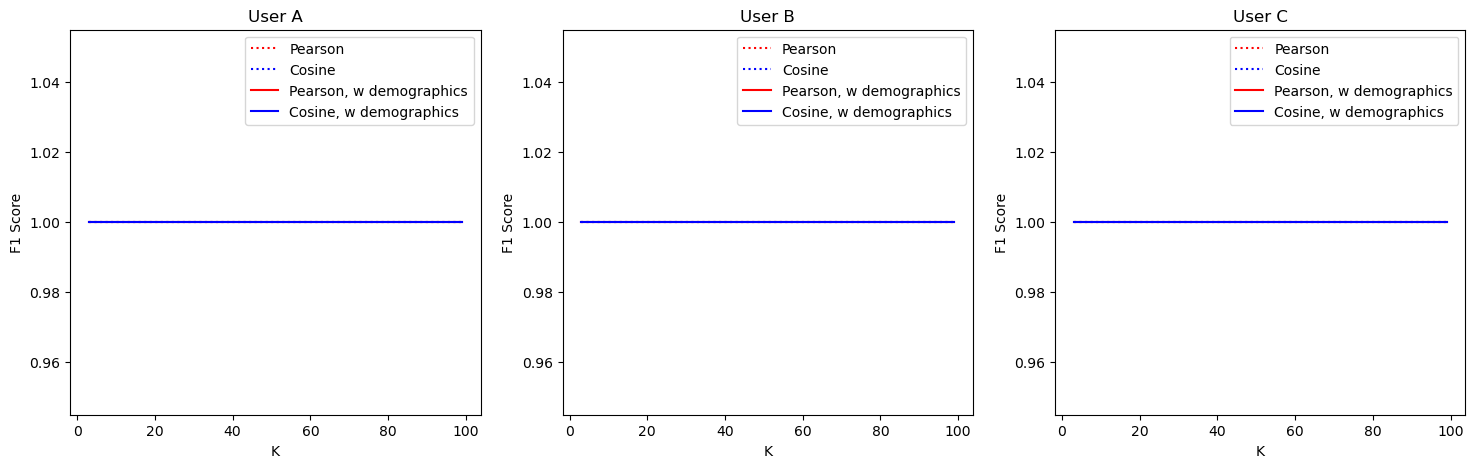 User A
Pearson
Cosine
Pearson, w demographics
Cosine, w demographics
1.04
1.02
1.00
0.98
0.96
F1 Score
0 20 40 60 80 100
K
User B
Pearson
Cosine
Pearson, w demographics
Cosine, w demographics
1.04
1.02
1.00
0.98
0.96
F1 Score
0 20 40 60 80 100
K
User C
Pearson
Cosine
Pearson, w demographics
Cosine, w demographics
1.04
1.02
1.00
0.98
0.96
F1 Score
0 20 40 60 80 100
K